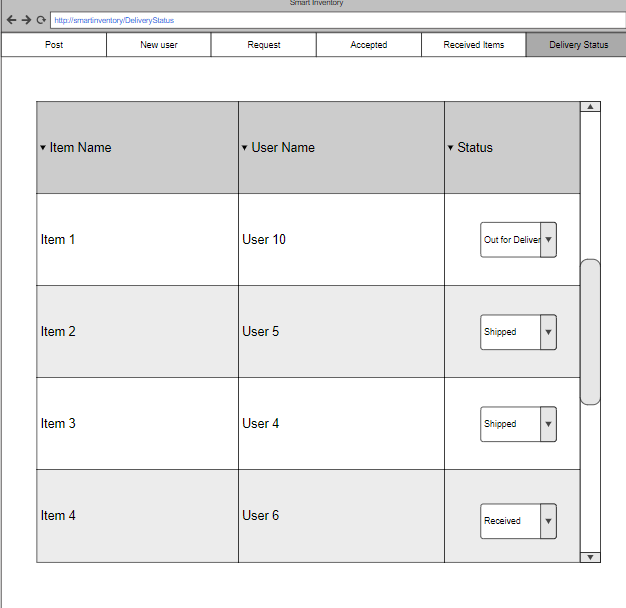 Smart Inventory
http://smartinventory/DeliveryStatus
Post New user Request Accepted Received Items Delivery Status
Item Name User Name Status
Item 1 User 10 Out for Deliver
Item 2 User 5 Shipped
Item 3 User 4 Shipped
Item 4 User 6 Received